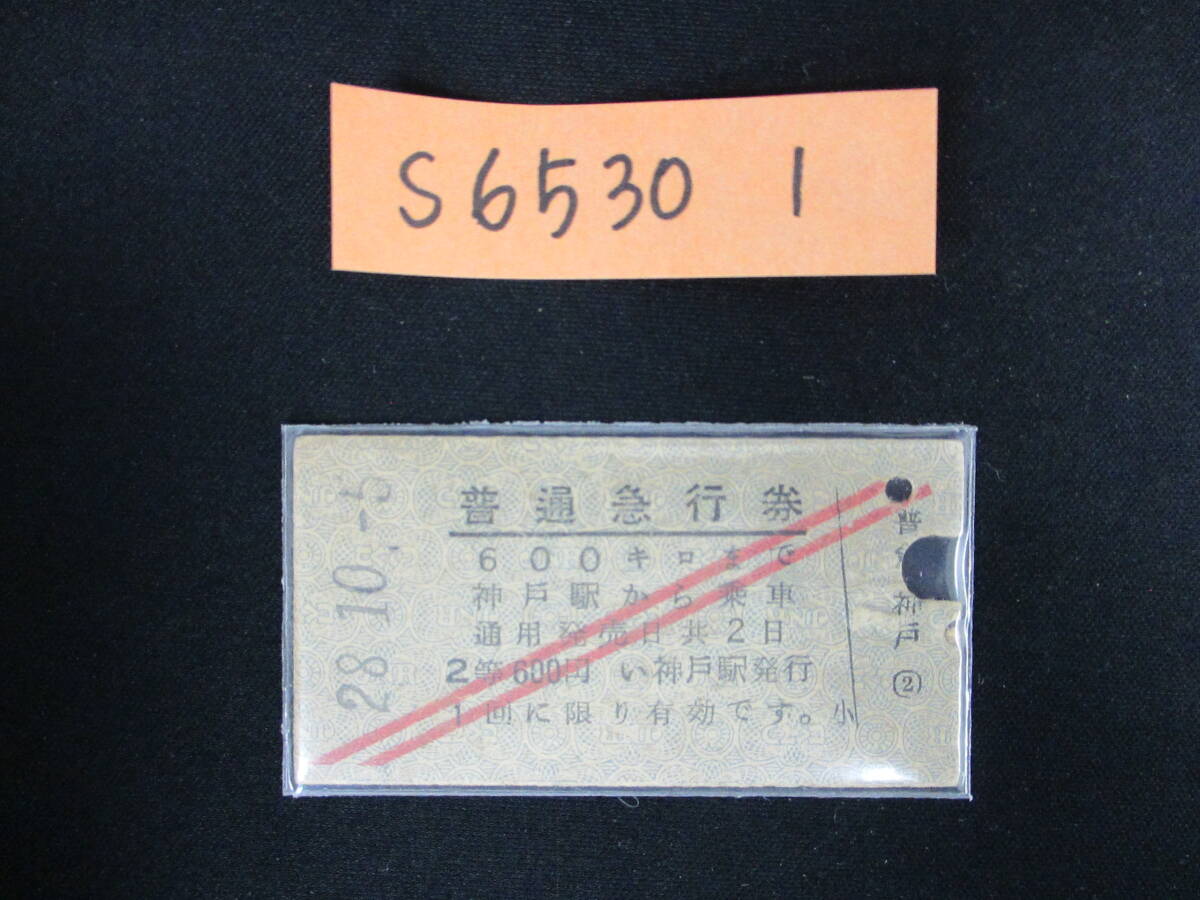 S6530 1
28.10.-5
普通急行券
600キロまで
神戸駅から乗車
通用発売日共2日
2等 600円 い 神戸駅発行
1回に限り有効です。小
普
神戸
(2)